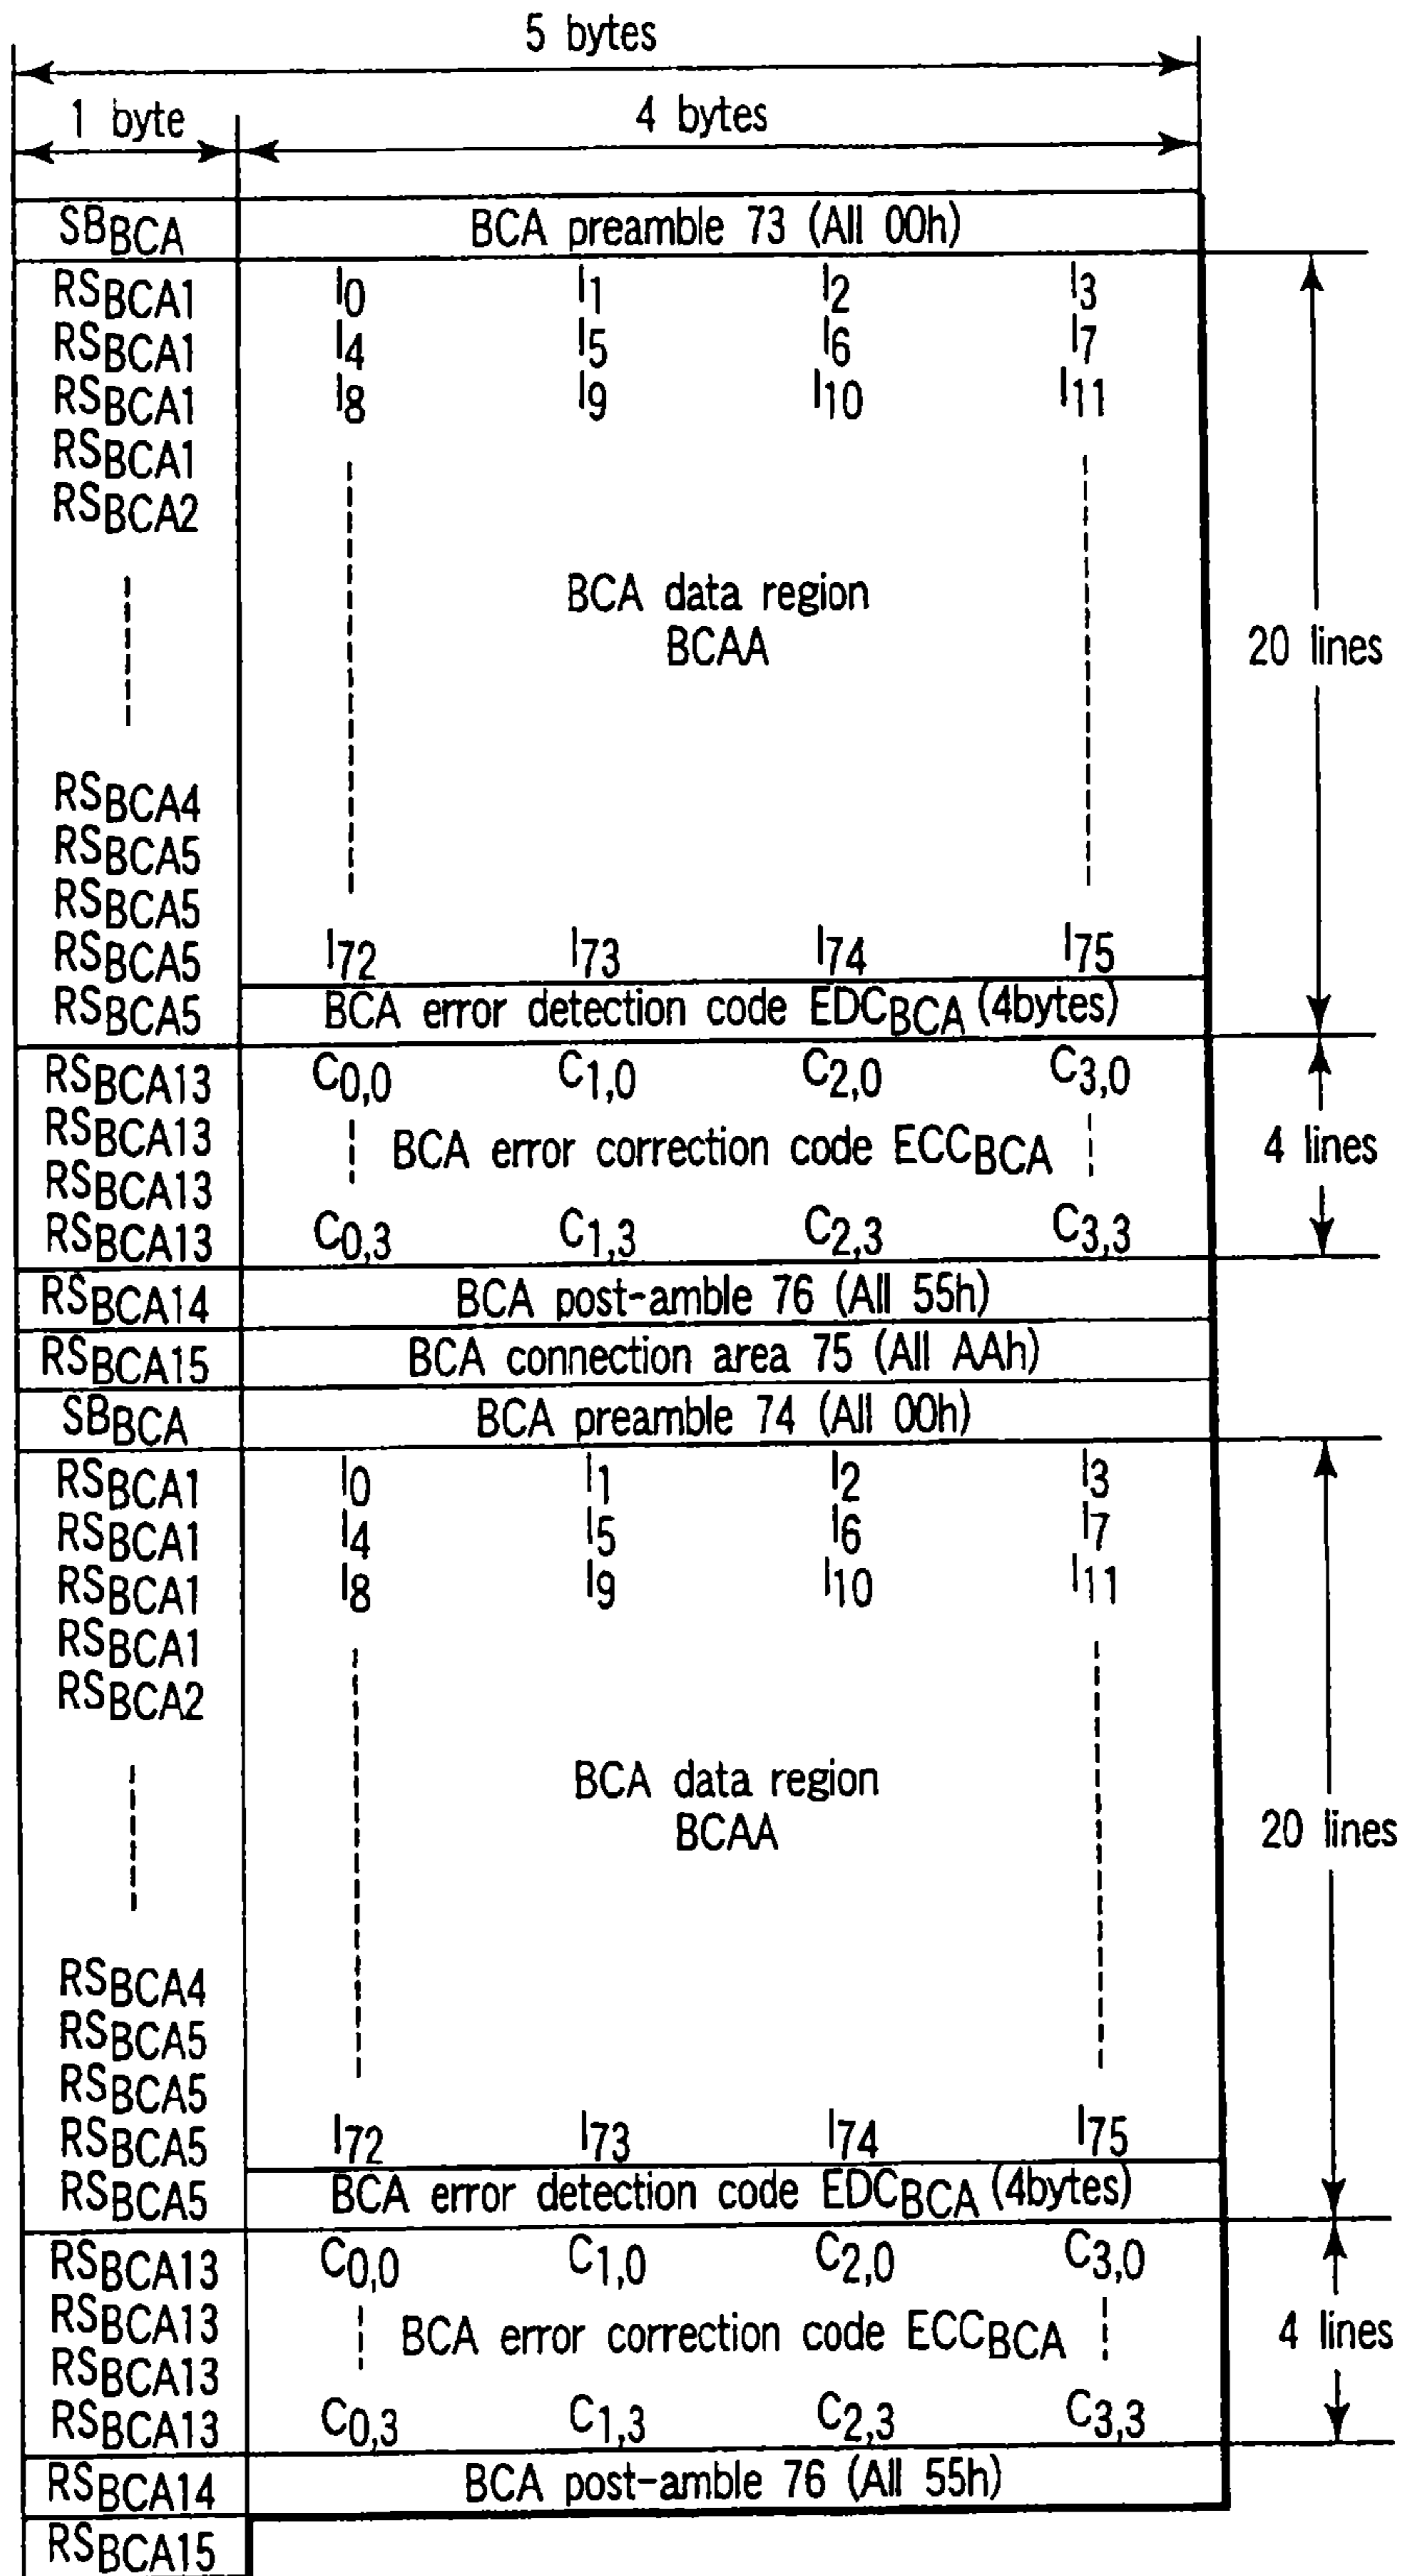 5 bytes
1 byte 4 bytes
SBBCA BCA preamble 73 (All 00h)
RSBCA1 I0 I1 I2 I3
RSBCA1 I4 I5 I6 I7
RSBCA1 I8 I9 I10 I11
RSBCA1
RSBCA2
BCA data region
BCAA
20 lines
RSBCA4
RSBCA5
RSBCA5
RSBCA5 I72 I73 I74 I75
RSBCA5 BCA error detection code EDCBCA (4bytes)
RSBCA13 C0,0 C1,0 C2,0 C3,0
RSBCA13 BCA error correction code ECCBCA 4 lines
RSBCA13
RSBCA13 C0,3 C1,3 C2,3 C3,3
RSBCA14 BCA post-amble 76 (All 55h)
RSBCA15 BCA connection area 75 (All AAh)
SBBCA BCA preamble 74 (All 00h)
RSBCA1 I0 I1 I2 I3
RSBCA1 I4 I5 I6 I7
RSBCA1 I8 I9 I10 I11
RSBCA1
RSBCA2
BCA data region
BCAA
20 lines
RSBCA4
RSBCA5
RSBCA5
RSBCA5 I72 I73 I74 I75
RSBCA5 BCA error detection code EDCBCA (4bytes)
RSBCA13 C0,0 C1,0 C2,0 C3,0
RSBCA13 BCA error correction code ECCBCA 4 lines
RSBCA13
RSBCA13 C0,3 C1,3 C2,3 C3,3
RSBCA14 BCA post-amble 76 (All 55h)
RSBCA15